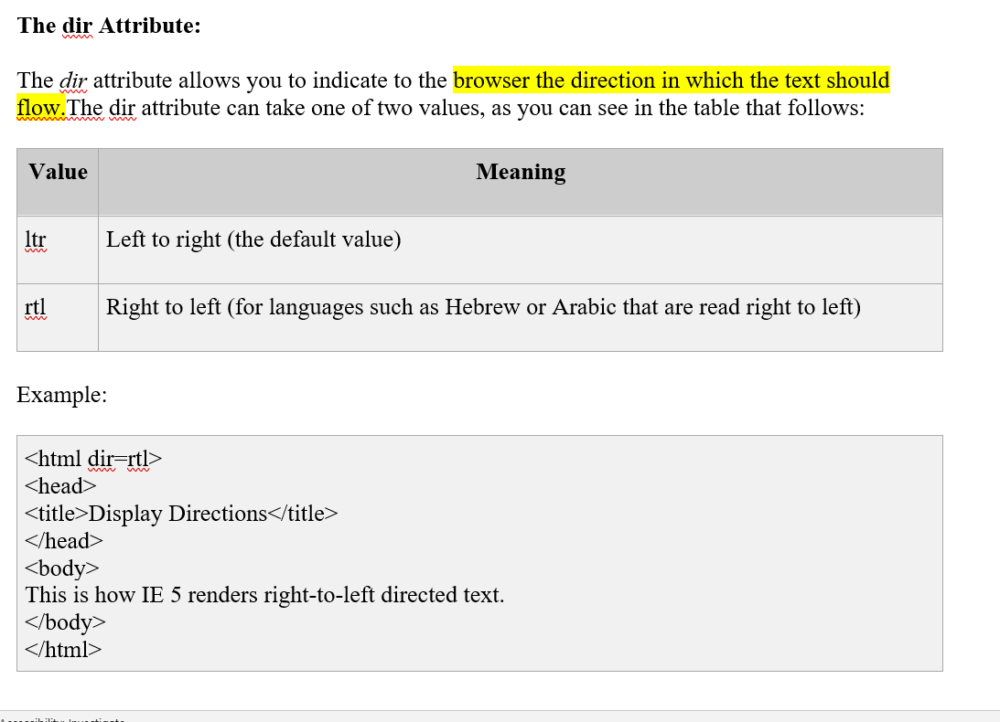 The dir Attribute:
The dir attribute allows you to indicate to the browser the direction in which the text should
flow.The dir attribute can take one of two values, as you can see in the table that follows:
Value Meaning
ltr Left to right (the default value)
rtl Right to left (for languages such as Hebrew or Arabic that are read right to left)
Example:
<html dir=rtl>
<head>
<title>Display Directions</title>
</head>
<body>
This is how IE 5 renders right-to-left directed text.
</body>
</html>